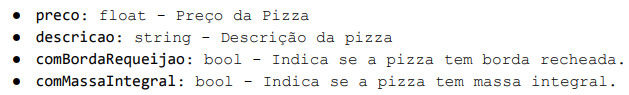 ● preco: float – Preço da Pizza
● descricao: string – Descrição da pizza
● comBordaRequeijao: bool – Indica se a pizza tem borda recheada.
● comMassaIntegral: bool – Indica se a pizza tem massa integral.